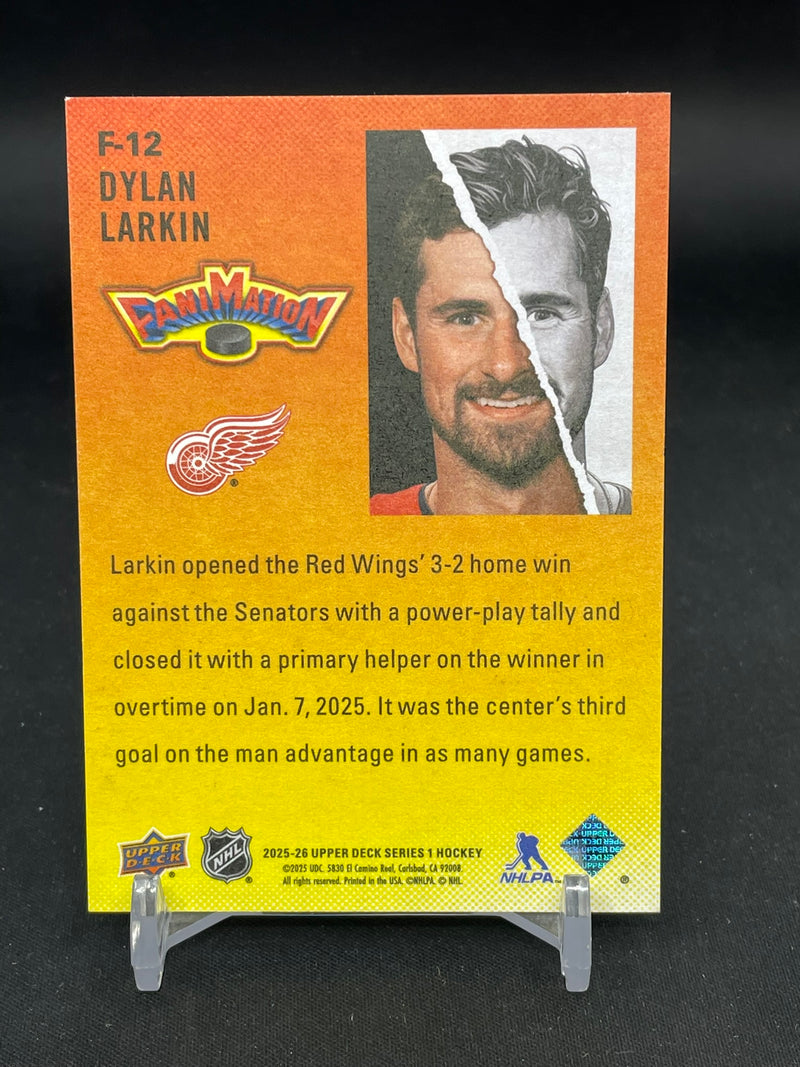 F-12
DYLAN
LARKIN
FANIMATION
Larkin opened the Red Wings' 3-2 home win
against the Senators with a power-play tally and
closed it with a primary helper on the winner in
overtime on Jan. 7, 2025. It was the center's third
goal on the man advantage in as many games.
UPPER
DECK
®
NHL
®
2025-26 UPPER DECK SERIES 1 HOCKEY
©2025 UDC. 5830 El Camino Real, Carlsbad, CA 92008.
All rights reserved. Printed in the USA. ©NHLPA. © NHL.
NHLPA™
UPPER DECK
®